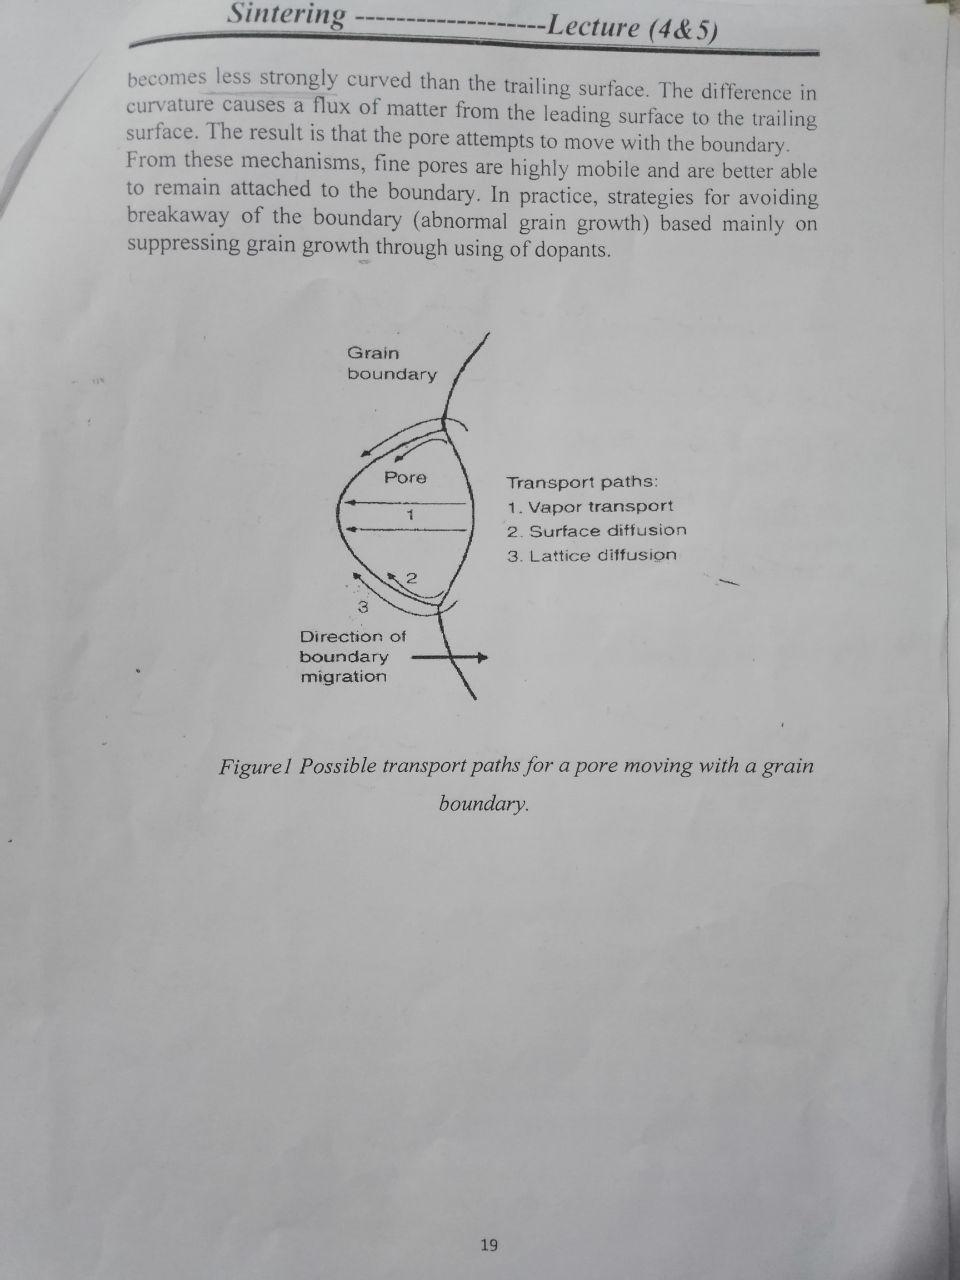 Sintering -------------------Lecture (4&5)
becomes less strongly curved than the trailing surface. The difference in
curvature causes a flux of matter from the leading surface to the trailing
surface. The result is that the pore attempts to move with the boundary.
From these mechanisms, fine pores are highly mobile and are better able
to remain attached to the boundary. In practice, strategies for avoiding
breakaway of the boundary (abnormal grain growth) based mainly on
suppressing grain growth through using of dopants.
Grain
boundary
Pore
1
2
3
Transport paths:
1. Vapor transport
2. Surface diffusion
3. Lattice diffusion
Direction of
boundary
migration
Figure1 Possible transport paths for a pore moving with a grain
boundary.
19